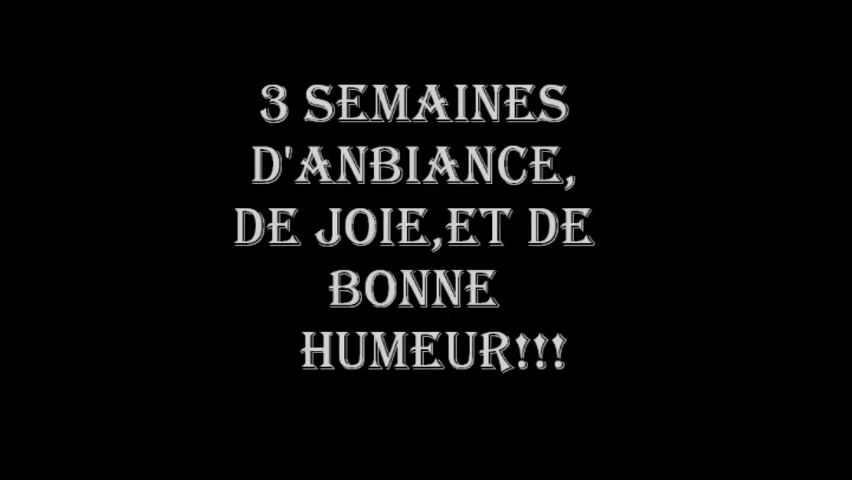 3 SEMAINES
D'ANBIANCE,
DE JOIE,ET DE
BONNE
HUMEUR!!!